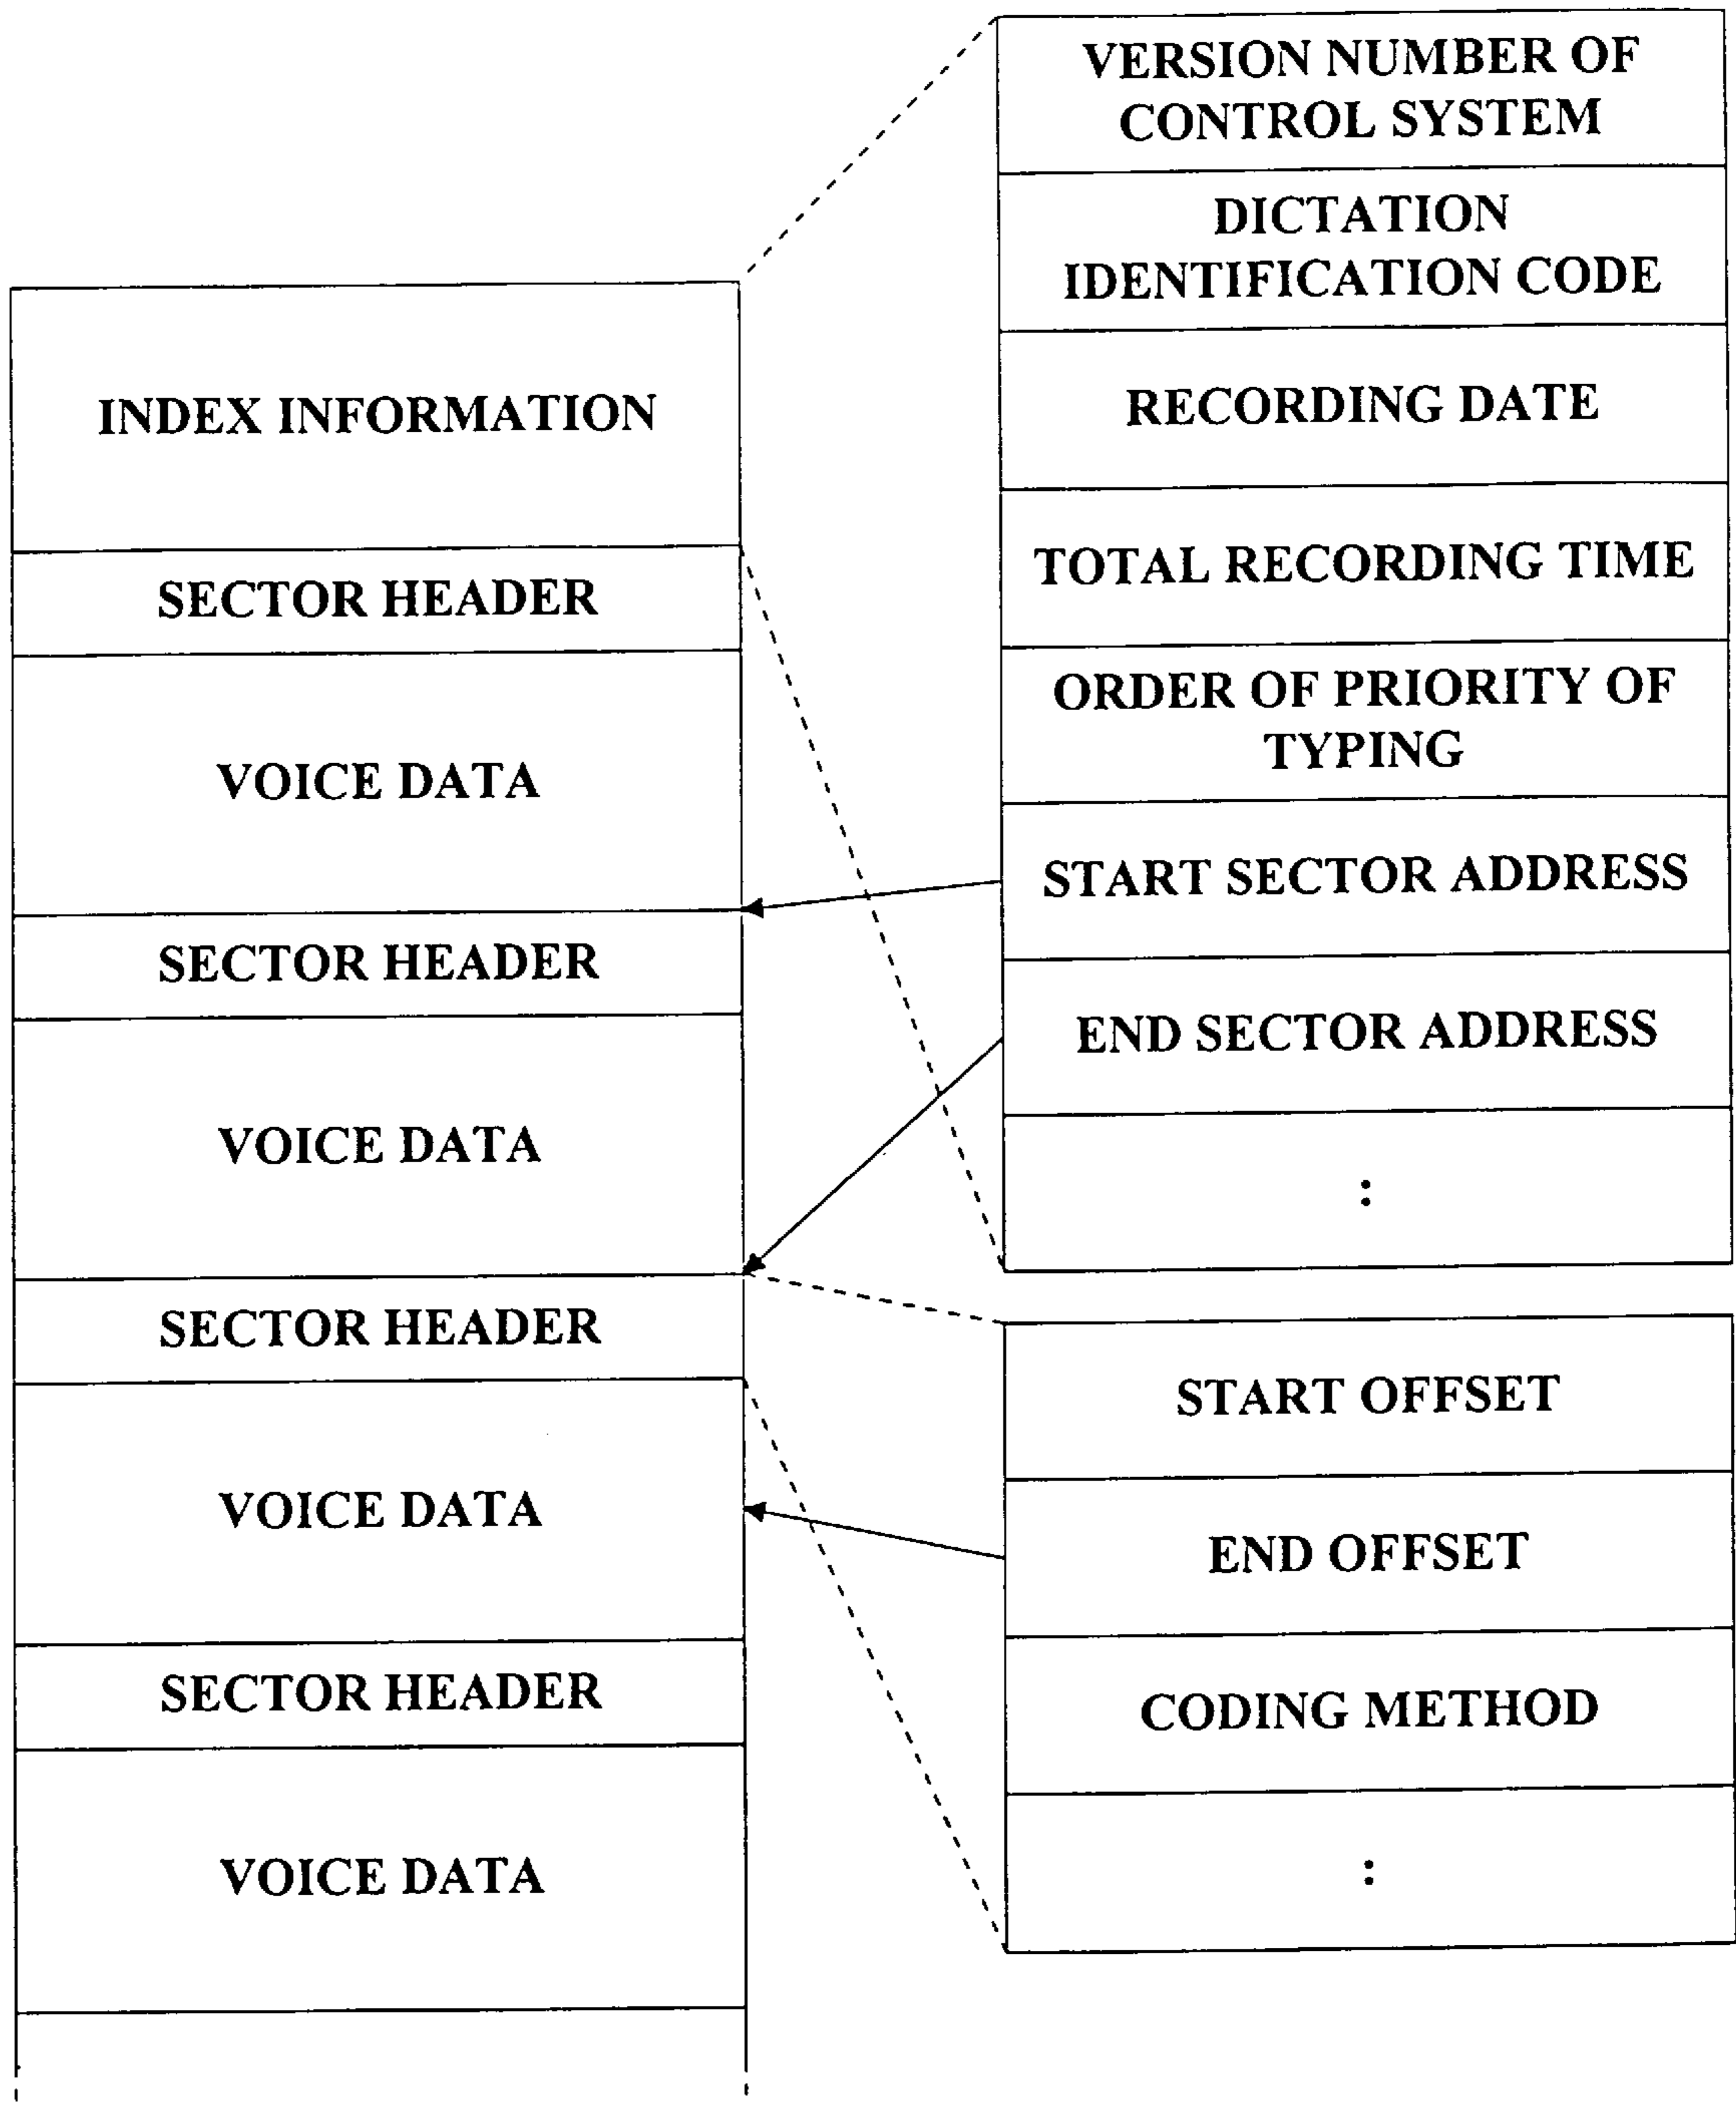 INDEX INFORMATION
SECTOR HEADER
VOICE DATA
SECTOR HEADER
VOICE DATA
SECTOR HEADER
VOICE DATA
SECTOR HEADER
VOICE DATA
VERSION NUMBER OF
CONTROL SYSTEM
DICTATION
IDENTIFICATION CODE
RECORDING DATE
TOTAL RECORDING TIME
ORDER OF PRIORITY OF
TYPING
START SECTOR ADDRESS
END SECTOR ADDRESS
:
START OFFSET
END OFFSET
CODING METHOD
: